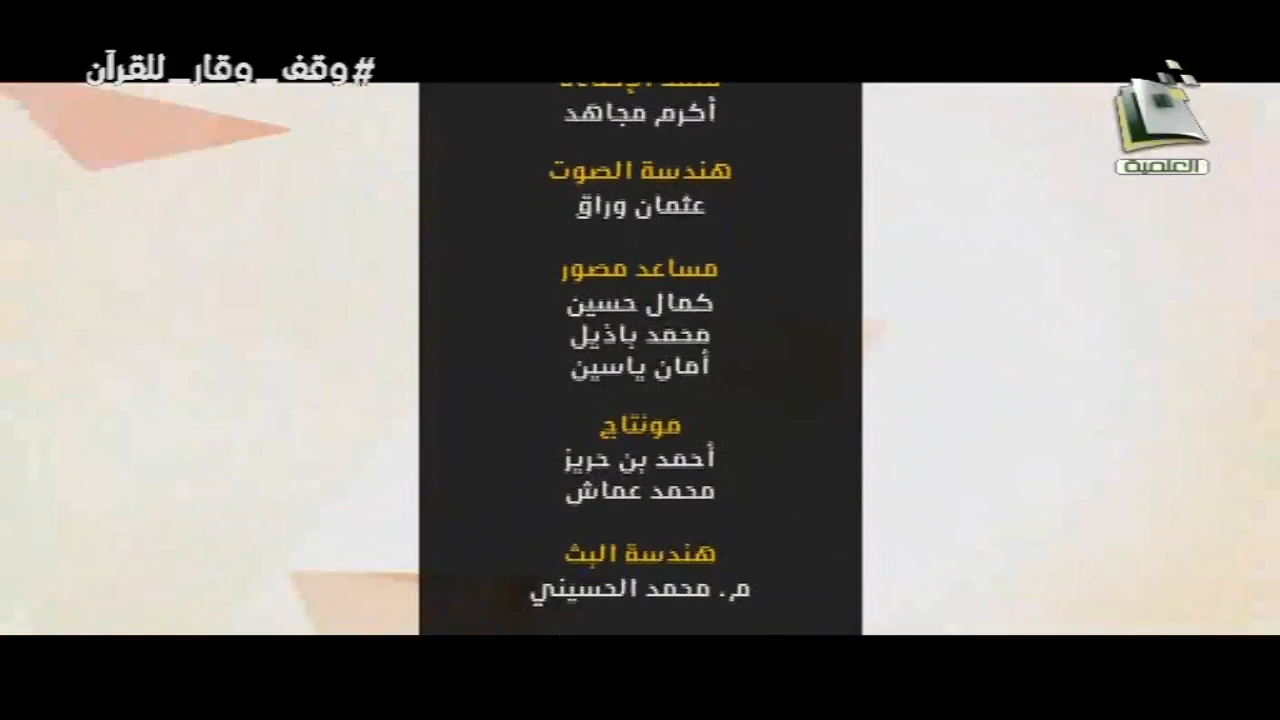 #وقف_وقار_للقرآن
العلمية
أكرم مجاهد
هندسة الصوت
عثمان وراق
مساعد مصور
كمال حسين
محمد باذيل
أمان ياسين
مونتاج
أحمد بن حريز
محمد عماش
هندسة البث
م. محمد الحسيني